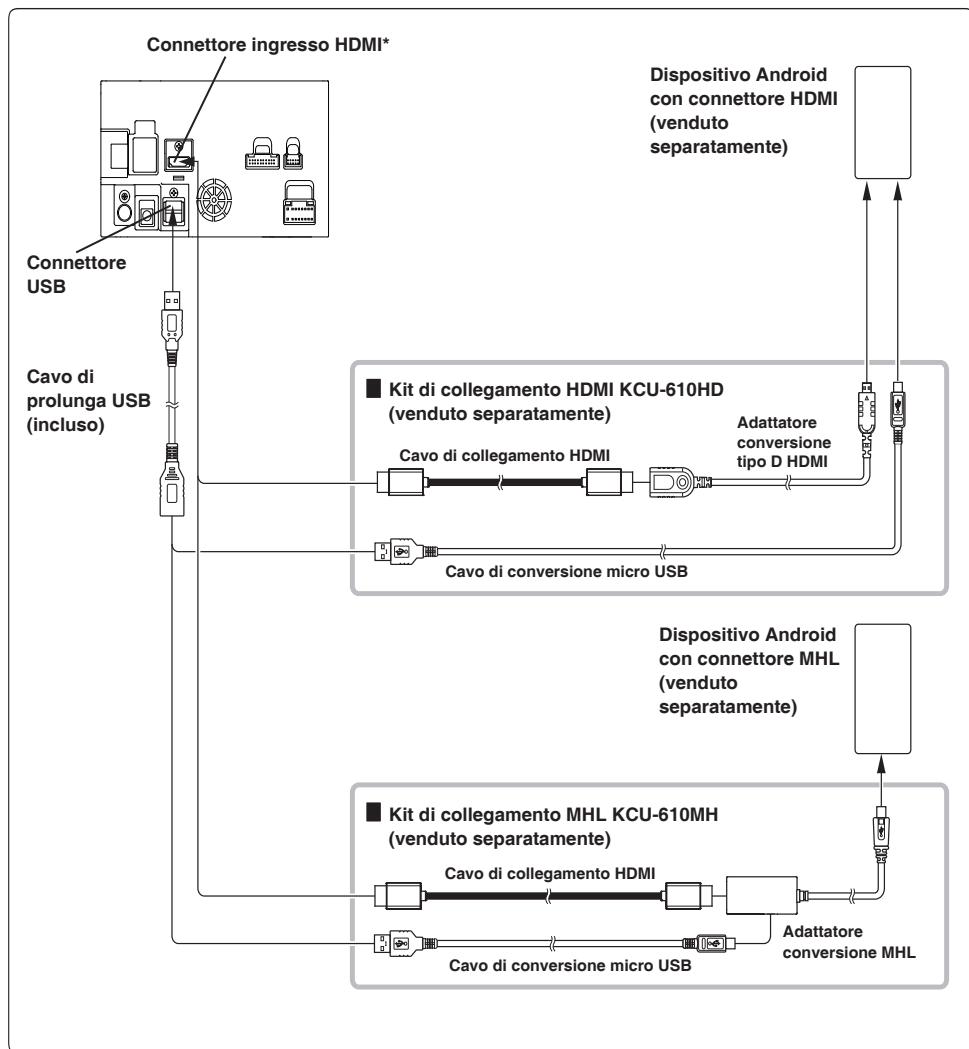 Connettore ingresso HDMI*
Dispositivo Android
con connettore HDMI
(venduto
separatamente)
Connettore
USB
Cavo di
prolunga USB
(incluso)
Kit di collegamento HDMI KCU-610HD
(venduto separatamente)
Adattatore
conversione
tipo D HDMI
Cavo di collegamento HDMI
Cavo di conversione micro USB
Dispositivo Android
con connettore MHL
(venduto
separatamente)
Kit di collegamento MHL KCU-610MH
(venduto separatamente)
Cavo di collegamento HDMI
Adattatore
conversione MHL
Cavo di conversione micro USB